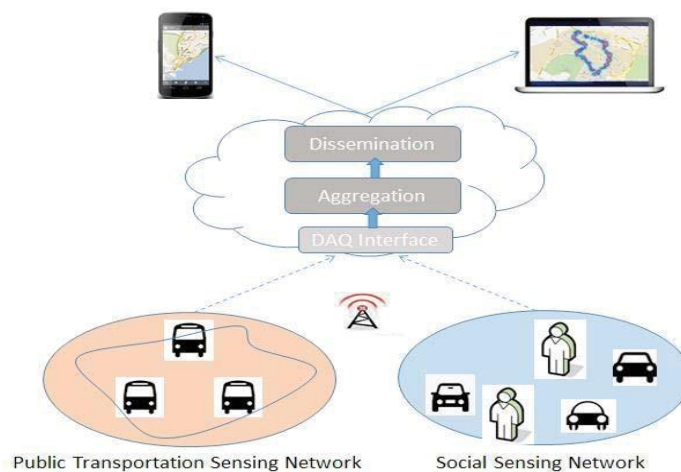 Dissemination
Aggregation
DAQ Interface
Public Transportation Sensing Network
Social Sensing Network